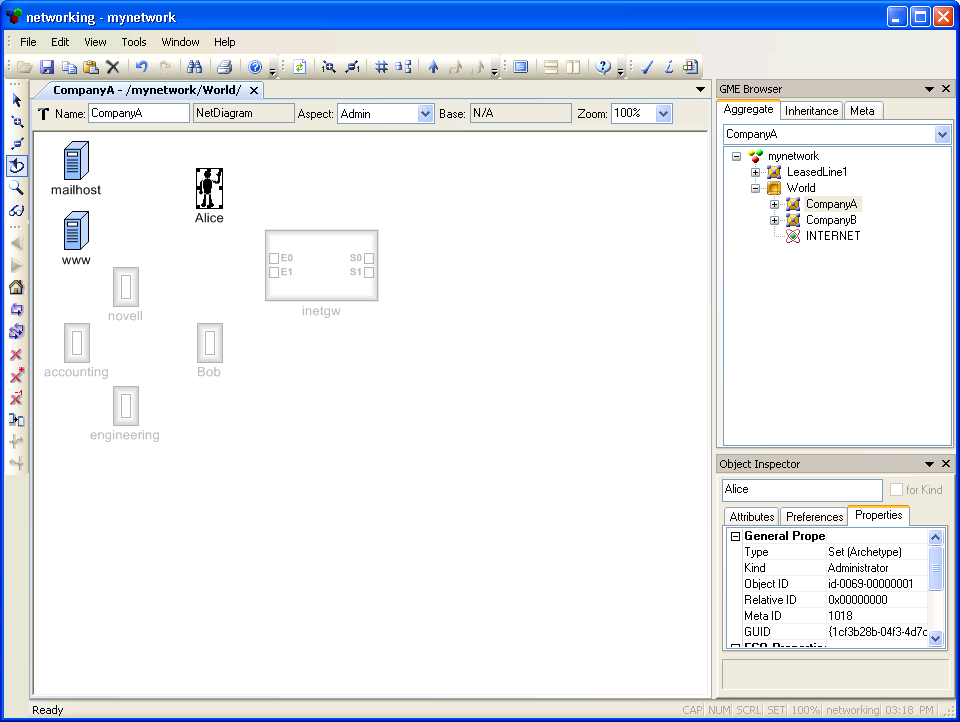 networking - mynetwork
File Edit View Tools Window Help
CompanyA - /mynetwork/World/
Name: CompanyA NetDiagram Aspect: Admin Base: N/A Zoom: 100%
mailhost
Alice
www
E0 S0
E1 S1
inetgw
novell
accounting
Bob
engineering
GME Browser
Aggregate Inheritance Meta
CompanyA
mynetwork
LeasedLine1
World
CompanyA
CompanyB
INTERNET
Object Inspector
Alice for Kind
Attributes Preferences Properties
General Prope
Type Set (Archetype)
Kind Administrator
Object ID id-0069-00000001
Relative ID 0x00000000
Meta ID 1018
GUID {1cf3b28b-04f3-4d7c
Ready CAP NUM SCRL SET 100% networking 03:18 PM